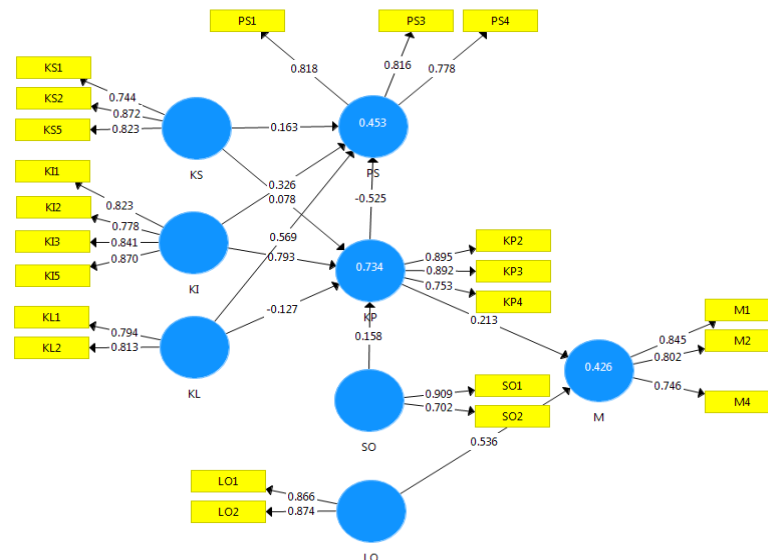 PS1
PS3
PS4
0.818
0.816
0.778
KS1
KS2
KS5
0.744
0.872
0.823
KS
0.163
0.453
PS
KI1
KI2
KI3
KI5
0.823
0.778
0.841
0.870
KI
0.326
0.078
0.569
0.793
-0.525
0.734
KP
0.895
0.892
0.753
KP2
KP3
KP4
KL1
KL2
0.794
0.813
KL
-0.127
0.158
0.213
M1
M2
M4
0.845
0.802
0.746
0.426
M
SO
0.909
0.702
SO1
SO2
0.536
LO1
LO2
0.866
0.874
LO